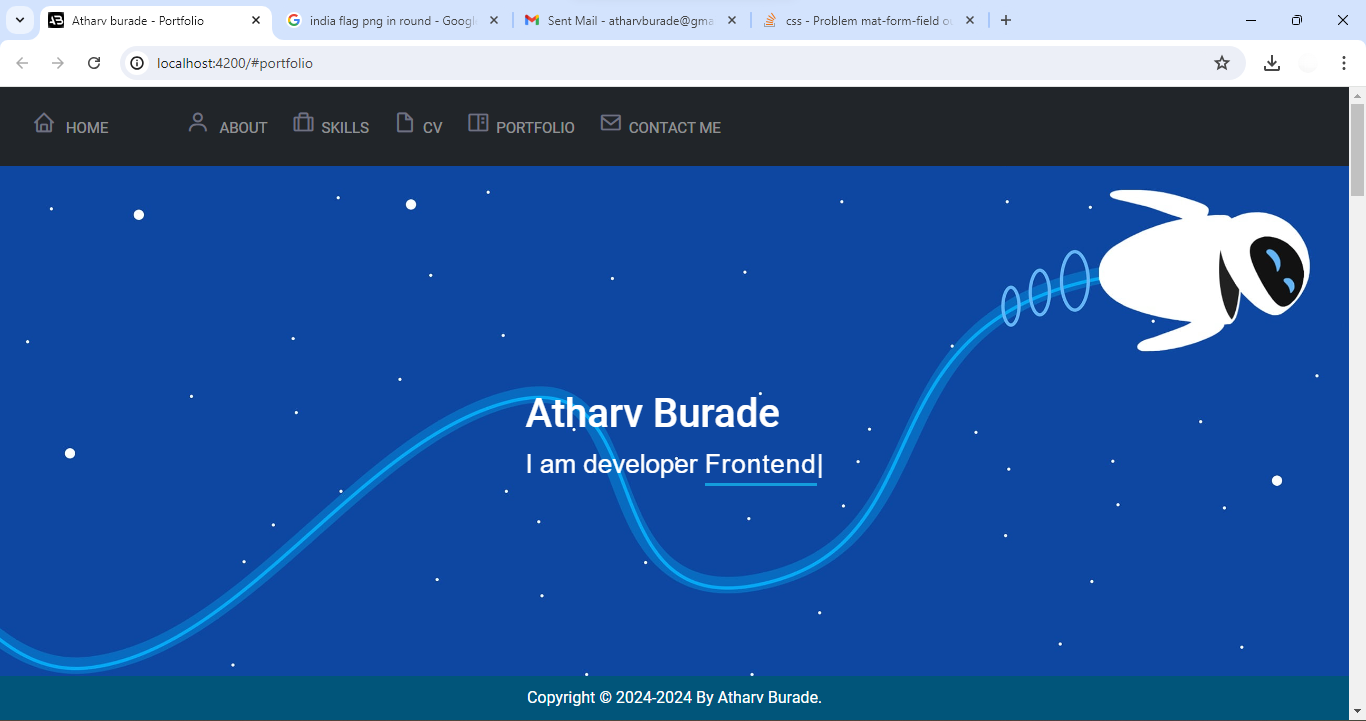 Atharv burade - Portfolio
india flag png in round - Googl
Sent Mail - atharvburade@gma
css - Problem mat-form-field ou
localhost:4200/#portfolio
HOME ABOUT SKILLS CV PORTFOLIO CONTACT ME
Atharv Burade
I am developer Frontend|
Copyright © 2024-2024 By Atharv Burade.